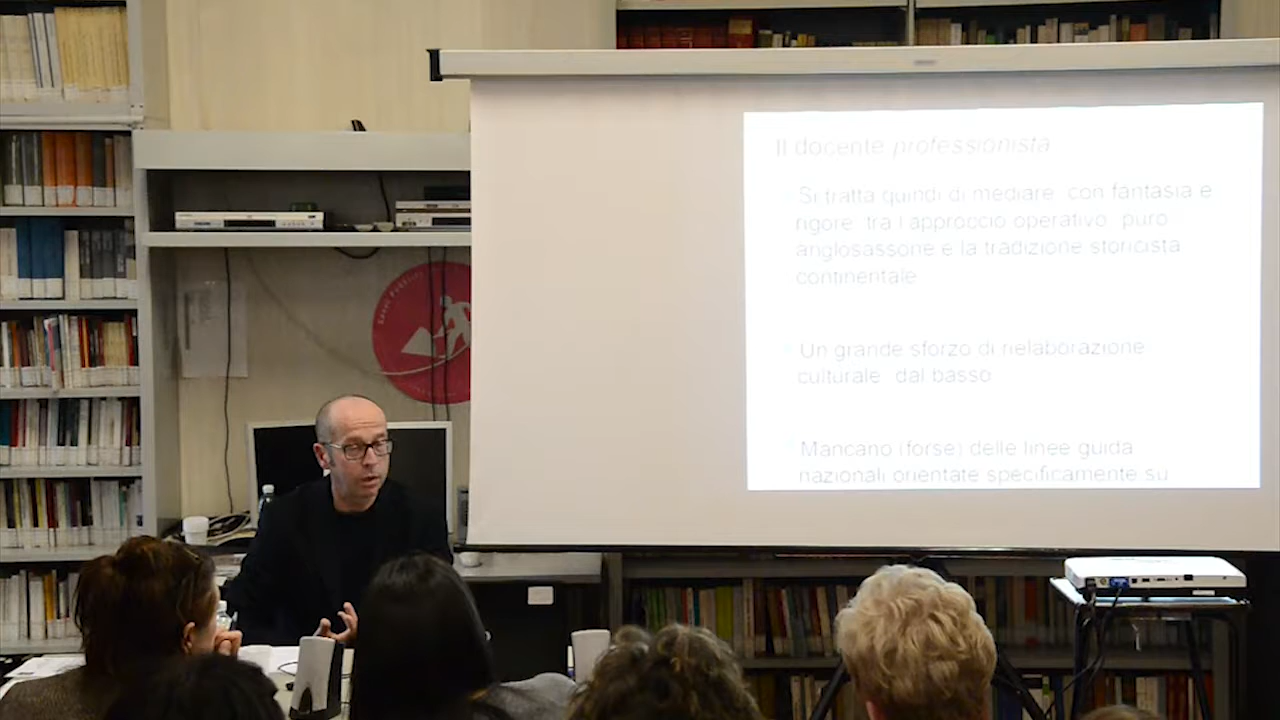 Il docente professionista
Si tratta quindi di mediare con fantasia e
rigore tra l approccio operativo puro
anglosassone e la tradizione storicista
continentale
Un grande sforzo di rielaborazione
culturale dal basso
Mancano (forse) delle linee guida
nazionali orientate specificamente su